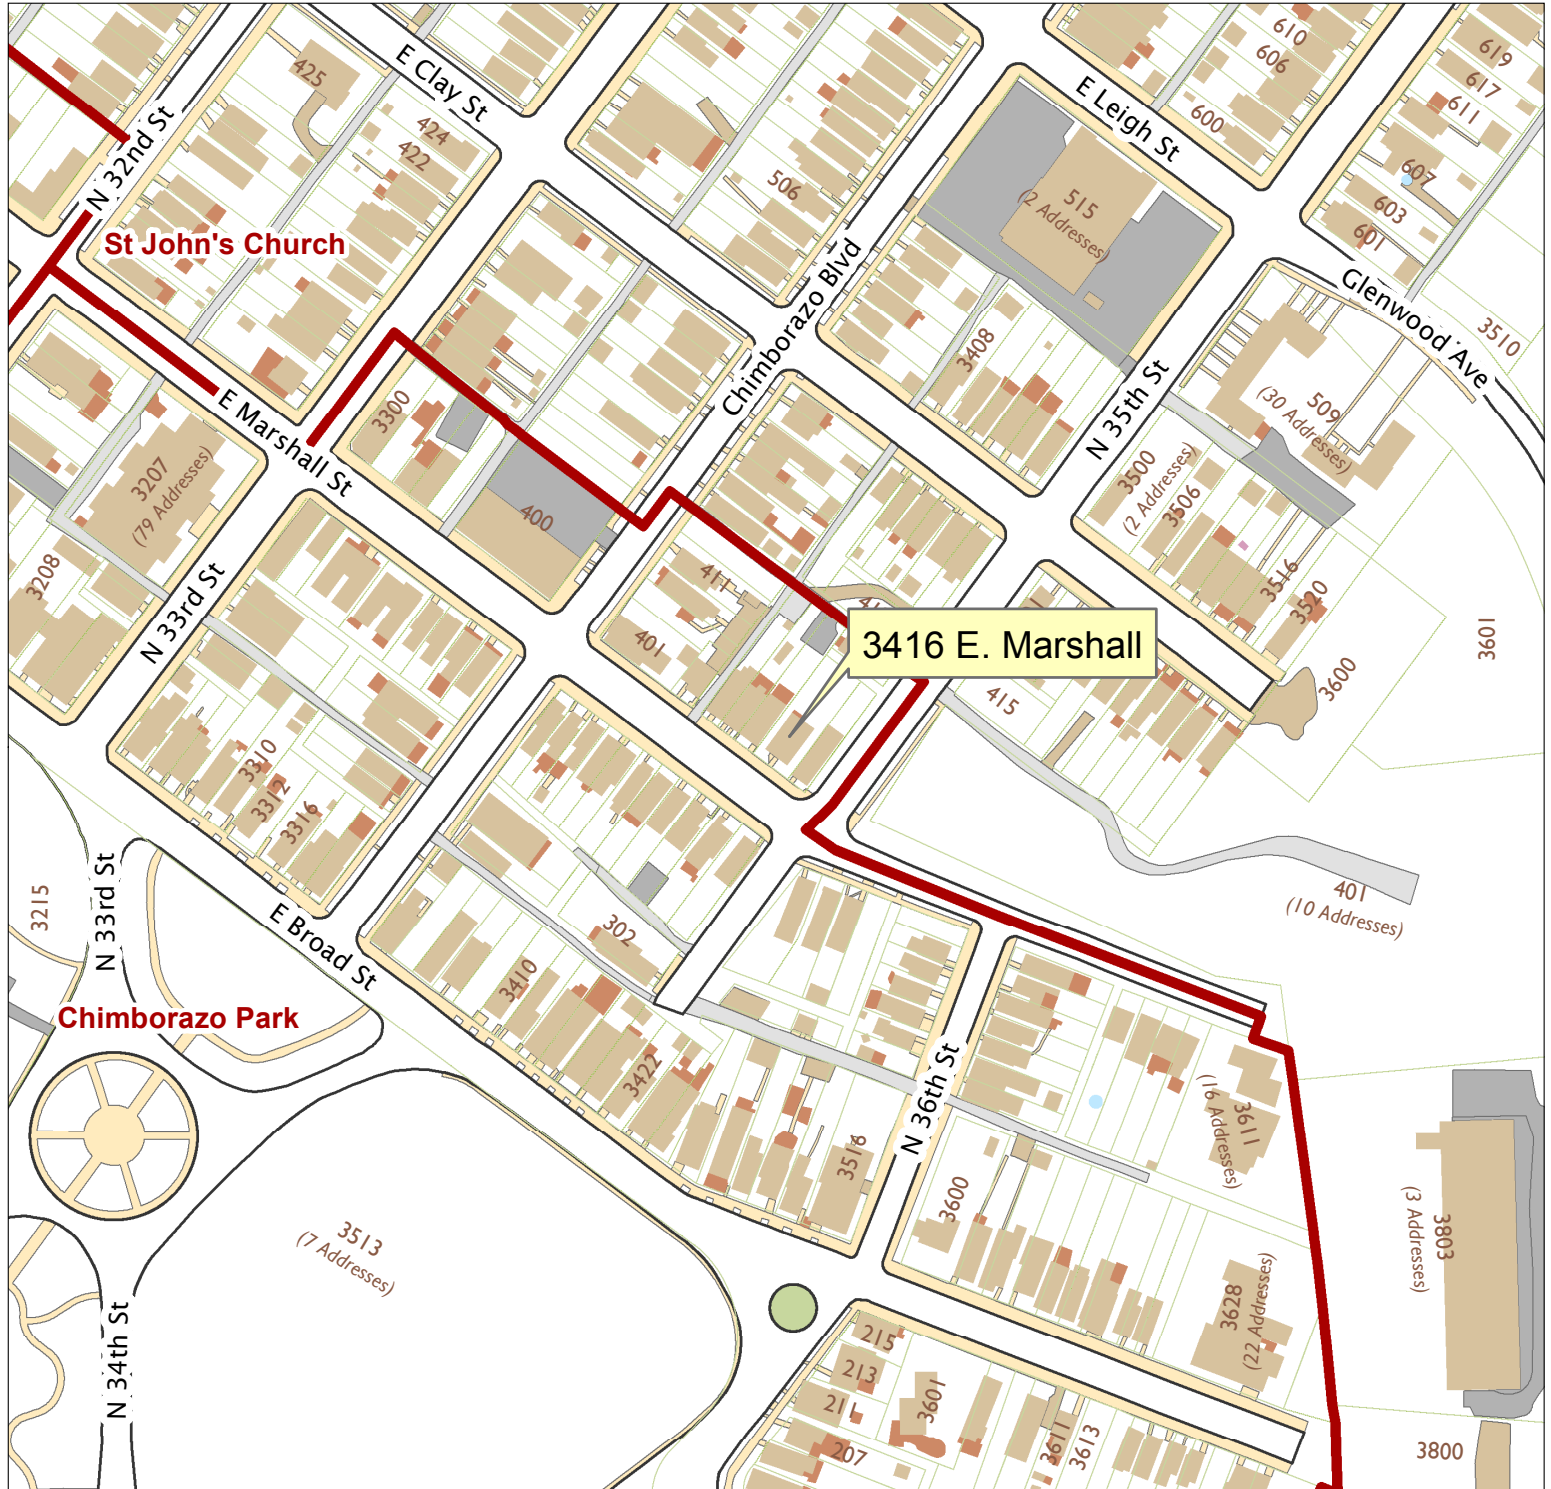 E Clay St
425
424
422
N 32nd St
St John's Church
506
610
606
600
E Leigh St
619
617
611
607
603
601
515
(2 Addresses)
Chimborazo Blvd
Glenwood Ave
3510
3408
N 35th St
509
(30 Addresses)
3500
(2 Addresses)
3506
3516
3520
3601
3600
E Marshall St
3300
3207
(79 Addresses)
3208
400
N 33rd St
411
401
3416 E. Marshall
415
3310
3312
3316
401
(10 Addresses)
N 33rd St
3215
E Broad St
302
3410
3422
Chimborazo Park
N 36th St
3516
3611
(16 Addresses)
3600
3513
(7 Addresses)
3803
(3 Addresses)
3628
(22 Addresses)
N 34th St
215
213
211
207
3601
3611
3613
3800